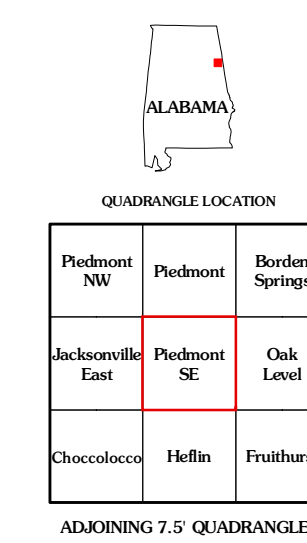 ALABAMA
QUADRANGLE LOCATION
Piedmont
NW
Piedmont
Borden
Springs
Jacksonville
East
Piedmont
SE
Oak
Level
Choccolocco
Heflin
Fruithurs
ADJOINING 7.5' QUADRANGLE